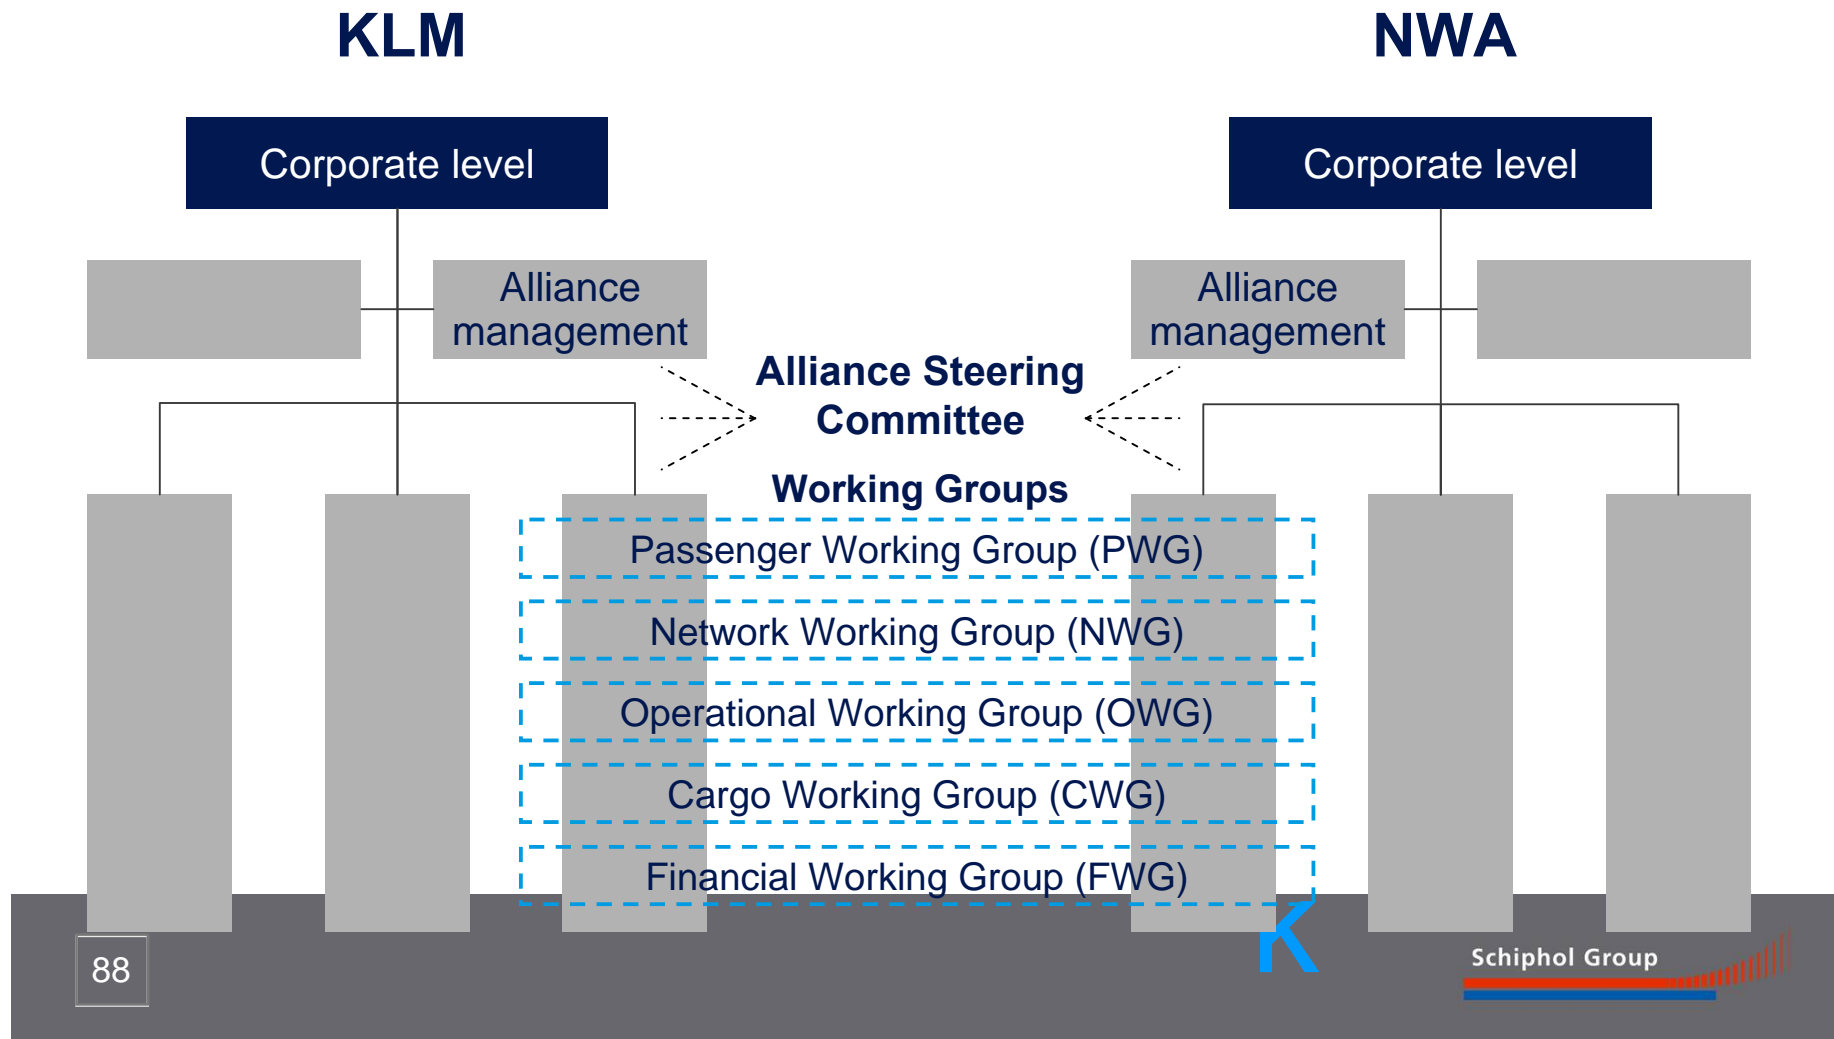 KLM
NWA
Corporate level
Corporate level
Alliance
management
Alliance
management
Alliance Steering
Committee
Working Groups
Passenger Working Group (PWG)
Network Working Group (NWG)
Operational Working Group (OWG)
Cargo Working Group (CWG)
Financial Working Group (FWG)
K
88
Schiphol Group